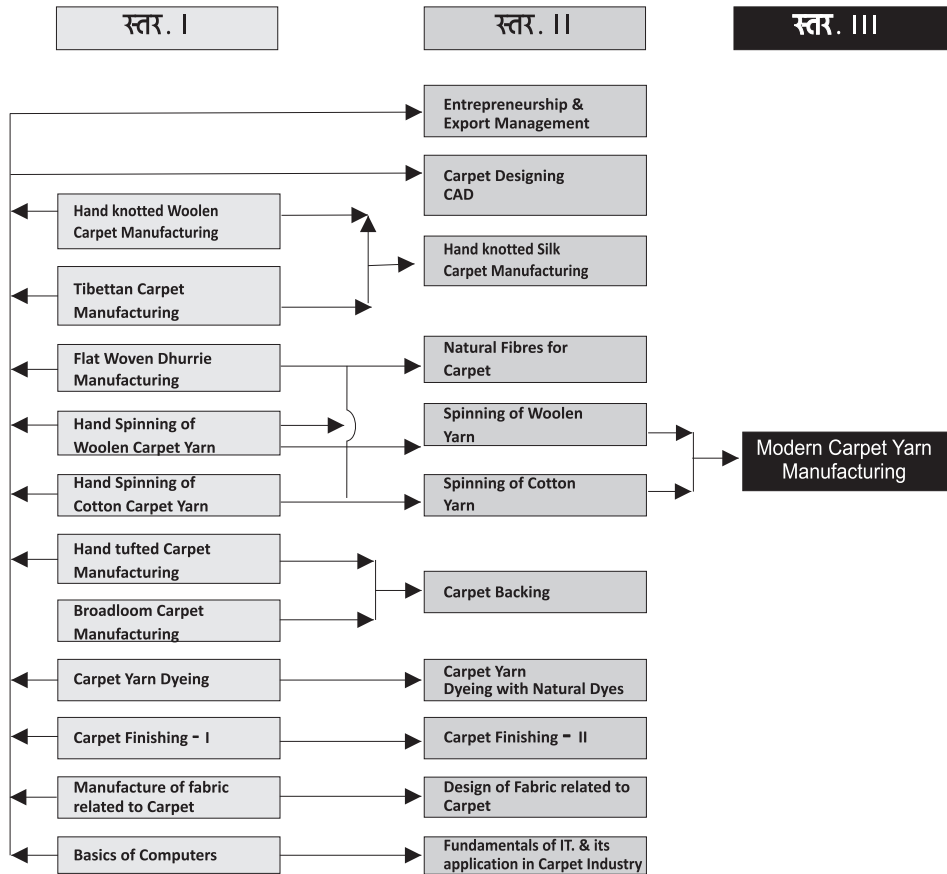 स्तर. I
स्तर. II
स्तर. III
Entrepreneurship &
Export Management
Carpet Designing
CAD
Hand knotted Woolen
Carpet Manufacturing
Hand knotted Silk
Carpet Manufacturing
Tibettan Carpet
Manufacturing
Flat Woven Dhurrie
Manufacturing
Natural Fibres for
Carpet
Hand Spinning of
Woolen Carpet Yarn
Spinning of Woolen
Yarn
Modern Carpet Yarn
Manufacturing
Hand Spinning of
Cotton Carpet Yarn
Spinning of Cotton
Yarn
Hand tufted Carpet
Manufacturing
Carpet Backing
Broadloom Carpet
Manufacturing
Carpet Yarn Dyeing
Carpet Yarn
Dyeing with Natural Dyes
Carpet Finishing - I
Carpet Finishing - II
Manufacture of fabric
related to Carpet
Design of Fabric related to
Carpet
Basics of Computers
Fundamentals of IT. & its
application in Carpet Industry